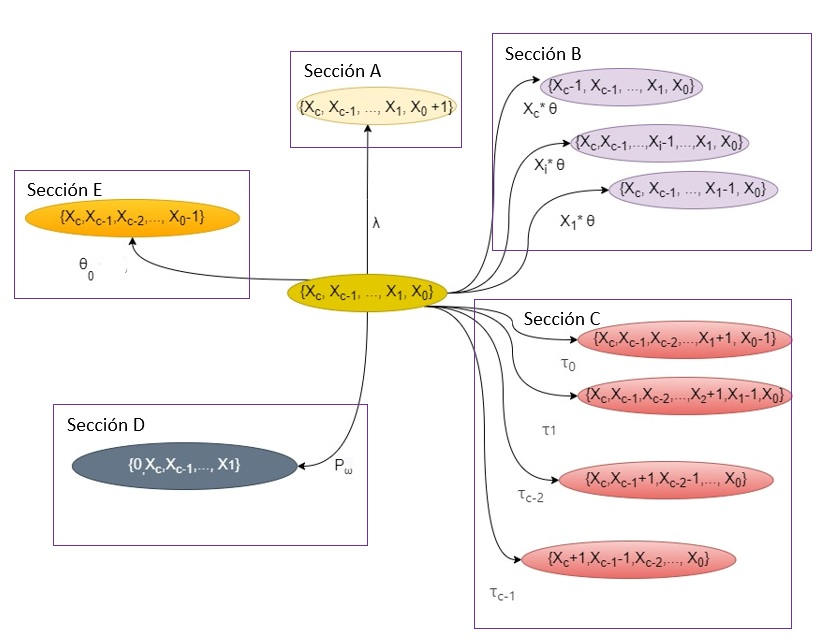 Sección A
{Xc, Xc-1, ..., X1, X0 +1}
Sección B
{Xc-1, Xc-1, ..., X1, X0}
Xc* θ
{Xc,Xc-1,...,Xi-1,...,X1, X0}
Xi* θ
{Xc, Xc-1, ..., X1-1, X0}
X1* θ
Sección E
{Xc,Xc-1,Xc-2,..., X0-1}
θ0
λ
{Xc, Xc-1, ..., X1, X0}
Sección C
{Xc,Xc-1,Xc-2,...,X1+1, X0-1}
τ0
{Xc,Xc-1,Xc-2,...,X2+1,X1-1,X0}
τ1
{Xc,Xc-1+1,Xc-2-1,..., X0}
τc-2
{Xc+1,Xc-1-1,Xc-2,..., X0}
τc-1
Sección D
{0,Xc,Xc-1,..., X1}
Pω